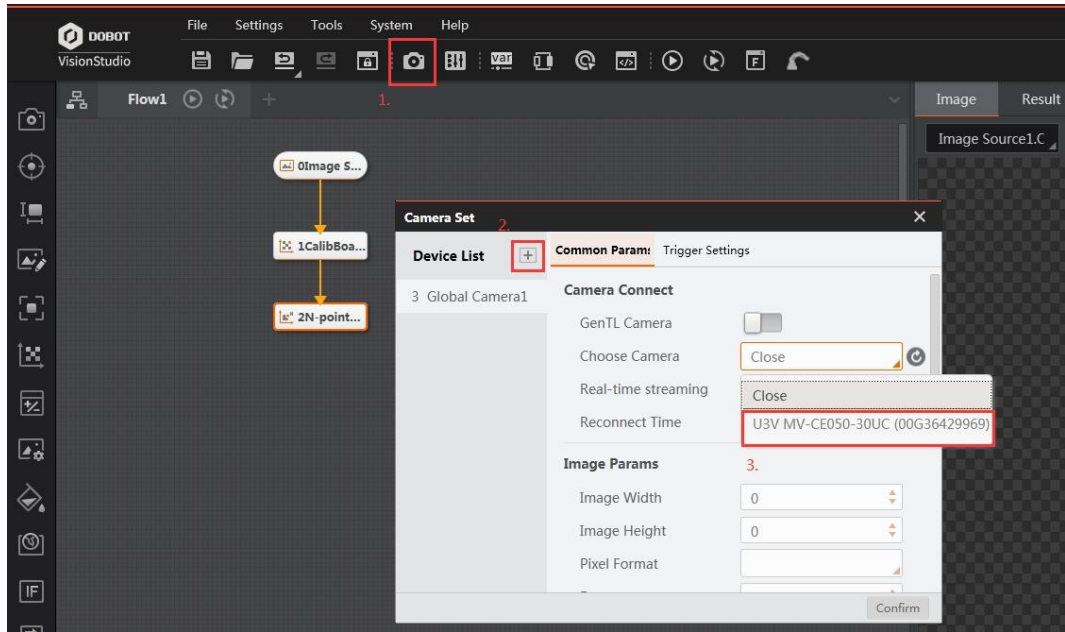 DOBOT
VisionStudio
File Settings Tools System Help
var
F
1.
Flow1
Image Result
Image Source1.C
0Image S...
1CalibBoa...
2N-point...
Camera Set
2.
Device List
Common Param: Trigger Settings
3 Global Camera1
Camera Connect
GenTL Camera
Choose Camera Close
Real-time streaming Close
Reconnect Time U3V MV-CE050-30UC (00G36429969)
Image Params 3.
Image Width 0
Image Height 0
Pixel Format
Confirm
IF